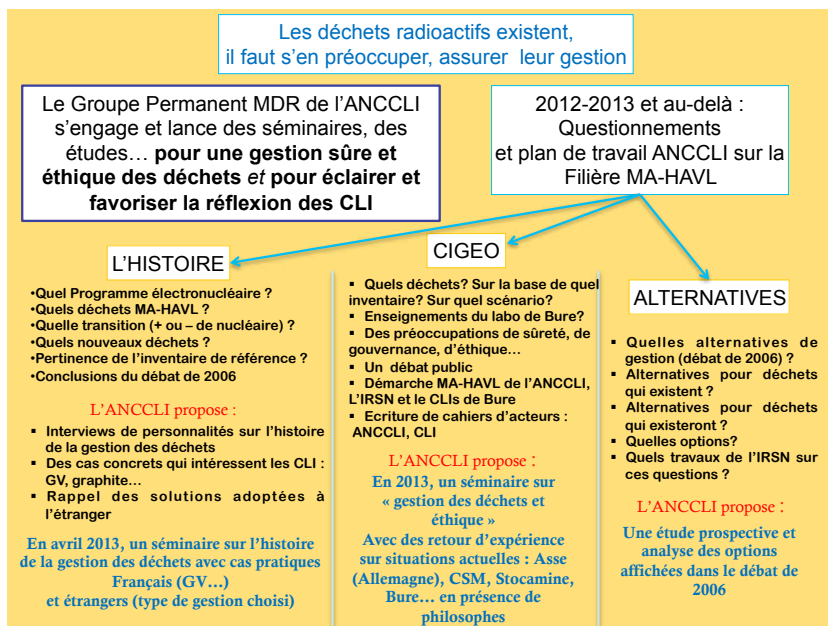 Les déchets radioactifs existent,
il faut s'en préoccuper, assurer leur gestion
Le Groupe Permanent MDR de l'ANCCLI
s'engage et lance des séminaires, des
études… pour une gestion sûre et
éthique des déchets et pour éclairer et
favoriser la réflexion des CLI
2012-2013 et au-delà :
Questionnements
et plan de travail ANCCLI sur la
Filière MA-HAVL
L'HISTOIRE
•Quel Programme électronucléaire ?
•Quels déchets MA-HAVL ?
•Quelle transition (+ ou – de nucléaire) ?
•Quels nouveaux déchets ?
•Pertinence de l'inventaire de référence ?
•Conclusions du débat de 2006
L'ANCCLI propose :
▪ Interviews de personnalités sur l'histoire
de la gestion des déchets
▪ Des cas concrets qui intéressent les CLI :
GV, graphite…
▪ Rappel des solutions adoptées à
l'étranger
En avril 2013, un séminaire sur l'histoire
de la gestion des déchets avec cas pratiques
Français (GV…)
et étrangers (type de gestion choisi)
CIGEO
▪ Quels déchets? Sur la base de quel
inventaire? Sur quel scénario?
▪ Enseignements du labo de Bure?
▪ Des préoccupations de sûreté, de
gouvernance, d'éthique…
▪ Un débat public
▪ Démarche MA-HAVL de l'ANCCLI,
L'IRSN et le CLIs de Bure
▪ Ecriture de cahiers d'acteurs :
ANCCLI, CLI
L'ANCCLI propose :
En 2013, un séminaire sur
« gestion des déchets et
éthique »
Avec des retour d'expérience
sur situations actuelles : Asse
(Allemagne), CSM, Stocamine,
Bure… en présence de
philosophes
ALTERNATIVES
▪ Quelles alternatives de
gestion (débat de 2006) ?
▪ Alternatives pour déchets
qui existent ?
▪ Alternatives pour déchets
qui existeront ?
▪ Quelles options?
▪ Quels travaux de l'IRSN sur
ces questions ?
L'ANCCLI propose :
Une étude prospective et
analyse des options
affichées dans le débat de
2006